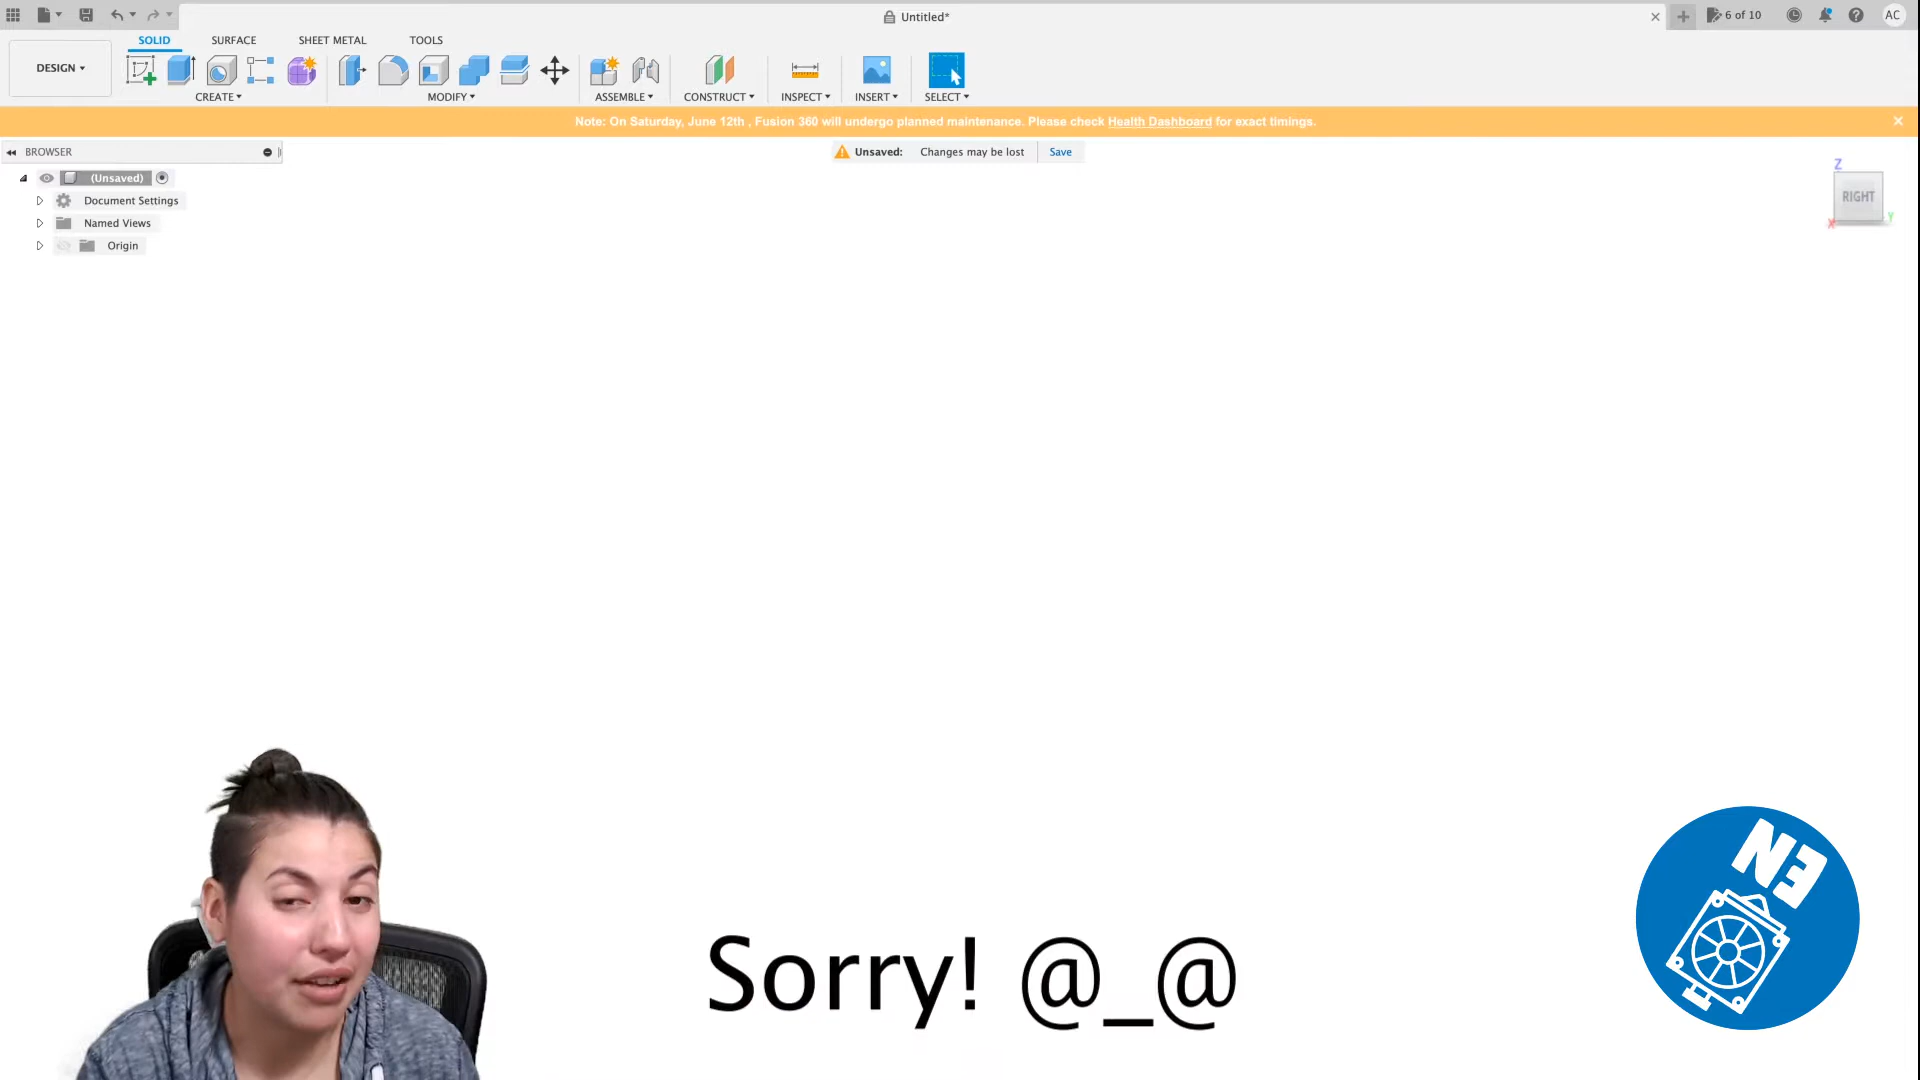 Untitled*
6 of 10
AC
SOLID
SURFACE
SHEET METAL
TOOLS
DESIGN
CREATE
MODIFY
ASSEMBLE
CONSTRUCT
INSPECT
INSERT
SELECT
Note: On Saturday, June 12th , Fusion 360 will undergo planned maintenance. Please check Health Dashboard for exact timings.
BROWSER
Unsaved: Changes may be lost
Save
(Unsaved)
Document Settings
Named Views
Origin
Z
RIGHT
X
Y
N3
Sorry! @_@